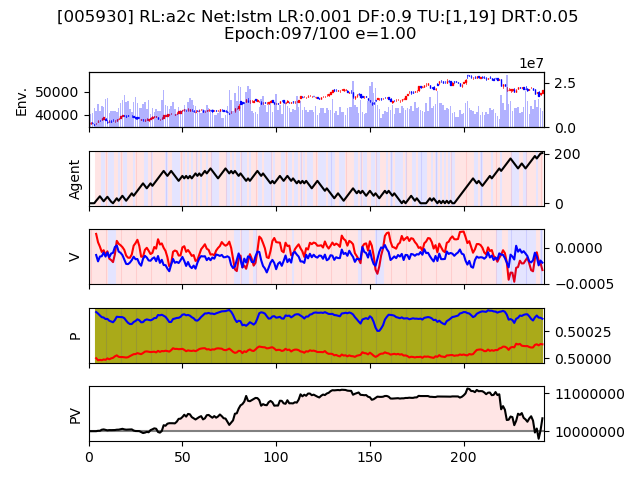 [005930] RL:a2c Net:lstm LR:0.001 DF:0.9 TU:[1,19] DRT:0.05
Epoch:097/100 e=1.00
1e7
Env.
50000
40000
2.5
0.0
Agent
200
0
V
0.0000
−0.0005
P
0.50025
0.50000
PV
11000000
10000000
0
50
100
150
200